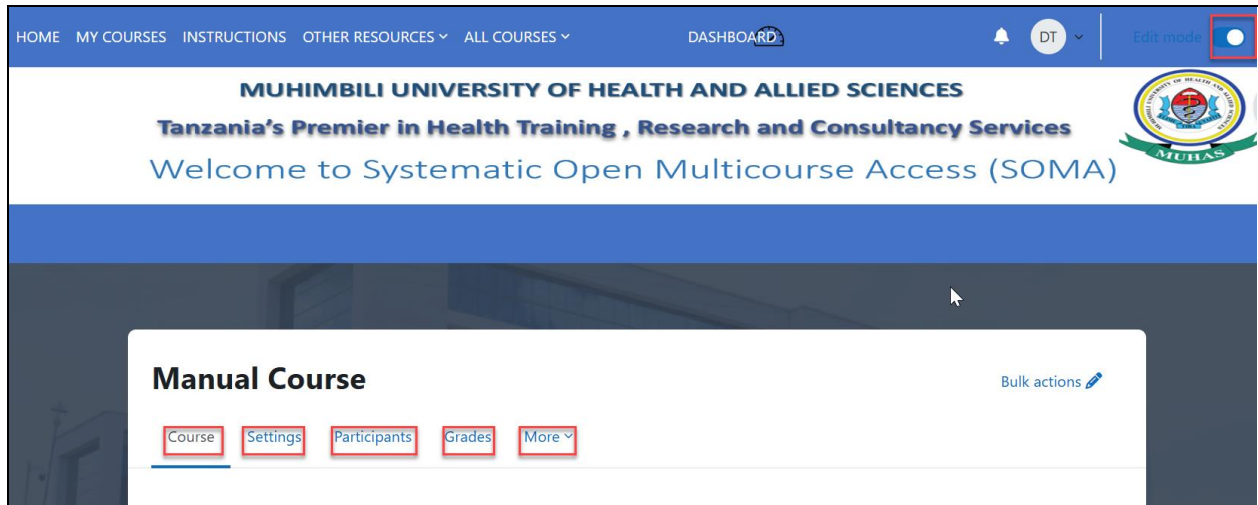 HOME MY COURSES INSTRUCTIONS OTHER RESOURCES ALL COURSES DASHBOARD DT Edit mode
MUHIMBILI UNIVERSITY OF HEALTH AND ALLIED SCIENCES
Tanzania's Premier in Health Training , Research and Consultancy Services
Welcome to Systematic Open Multicourse Access (SOMA)
MUHAS
Manual Course
Bulk actions
Course Settings Participants Grades More